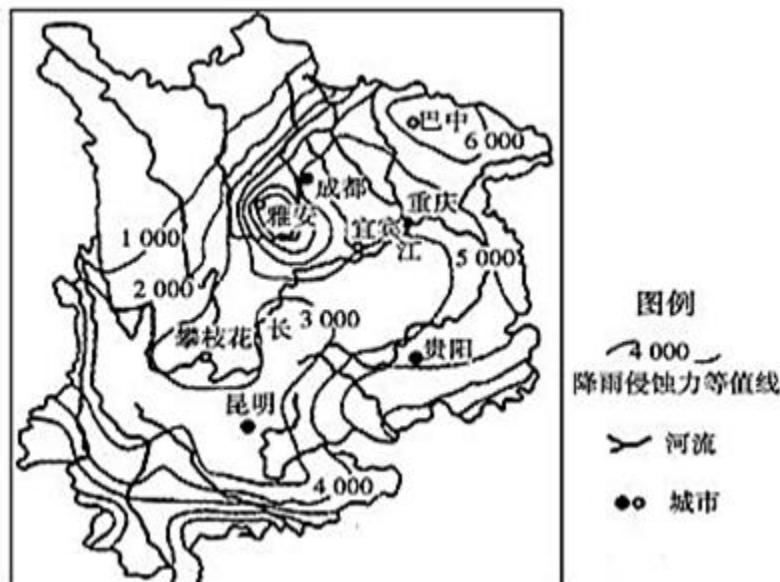 巴中
6 000
成都
雅安
重庆
宜宾
江
1 000
5 000
2 000
长
3 000
攀枝花
贵阳
昆明
4 000
图例
4 000
降雨侵蚀力等值线
河流
城市